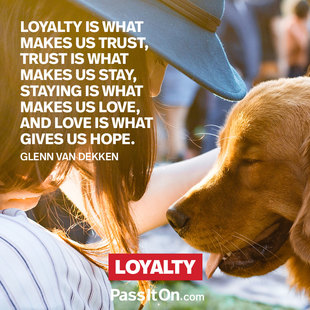 LOYALTY IS WHAT
MAKES US TRUST,
TRUST IS WHAT
MAKES US STAY,
STAYING IS WHAT
MAKES US LOVE,
AND LOVE IS WHAT
GIVES US HOPE.
GLENN VAN DEKKEN
LOYALTY
PassItOn.com